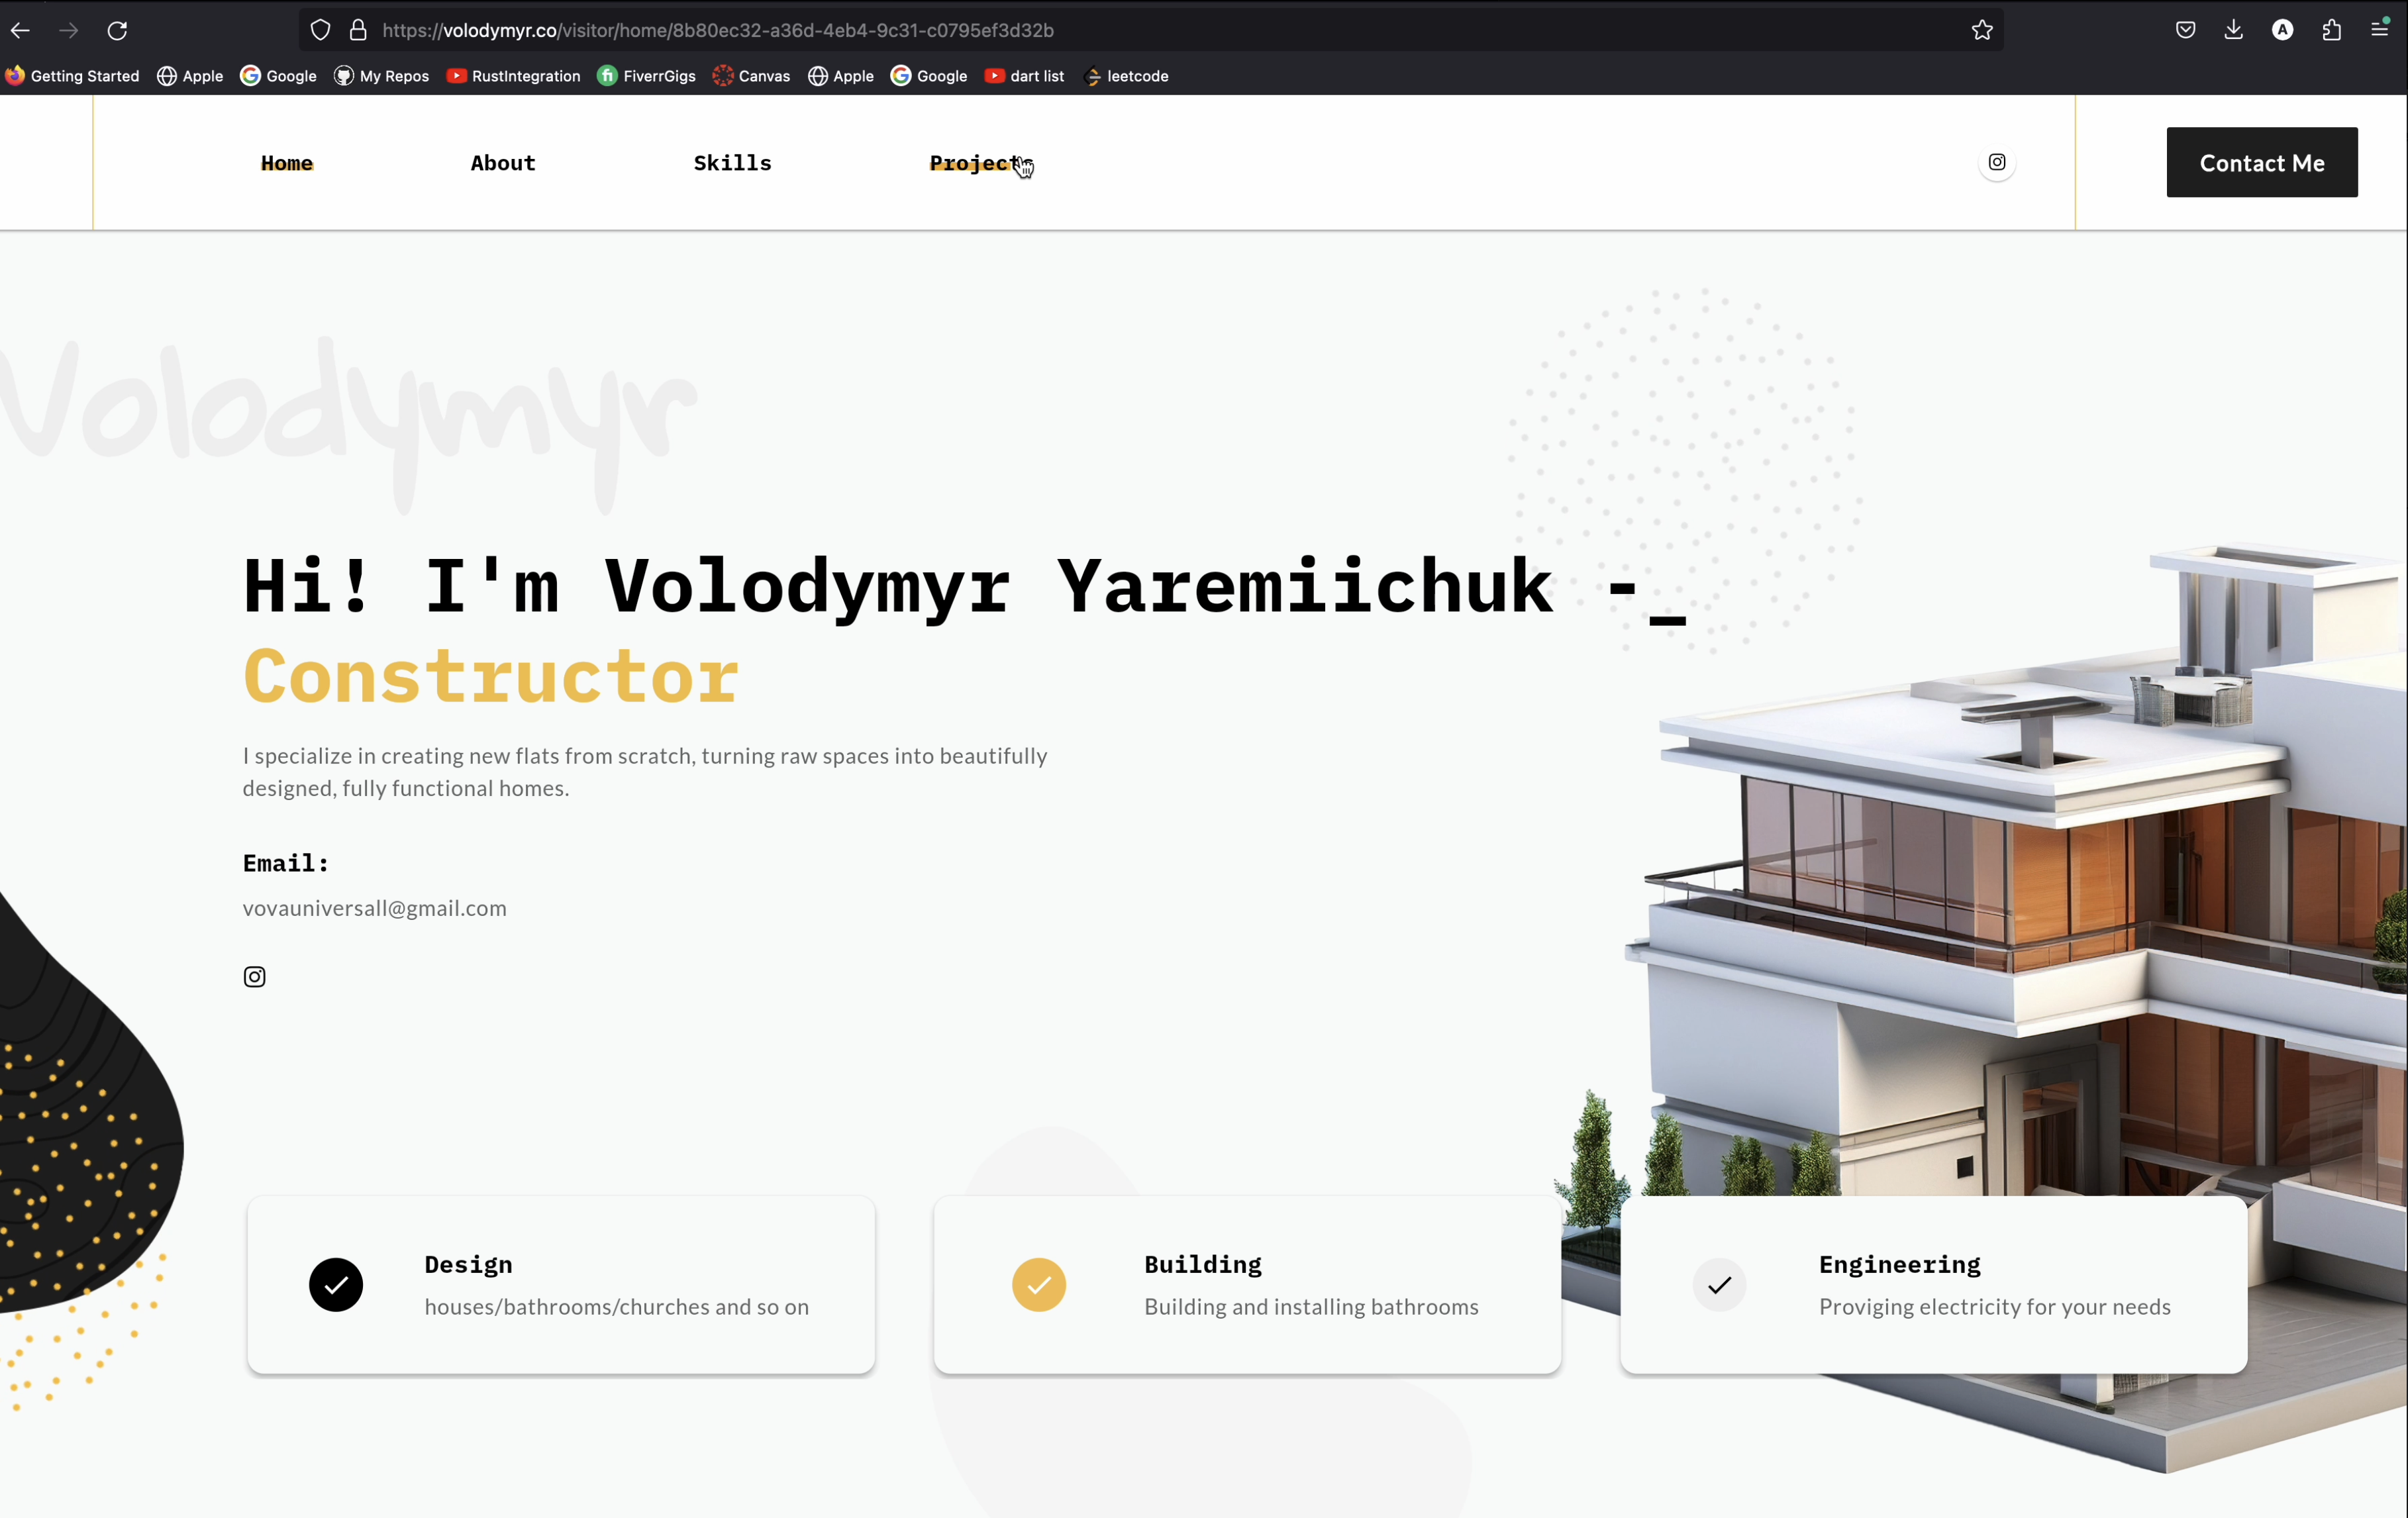 https://volodymyr.co/visitor/home/8b80ec32-a36d-4eb4-9c31-c0795ef3d32b
A
Getting Started Apple Google My Repos RustIntegration FiverrGigs Canvas Apple Google dart list leetcode
Home About Skills Projects Contact Me
Volodymyr
Hi! I'm Volodymyr Yaremiichuk -_
Constructor
I specialize in creating new flats from scratch, turning raw spaces into beautifully
designed, fully functional homes.
Email:
vovauniversall@gmail.com
Design
houses/bathrooms/churches and so on
Building
Building and installing bathrooms
Engineering
Proviging electricity for your needs